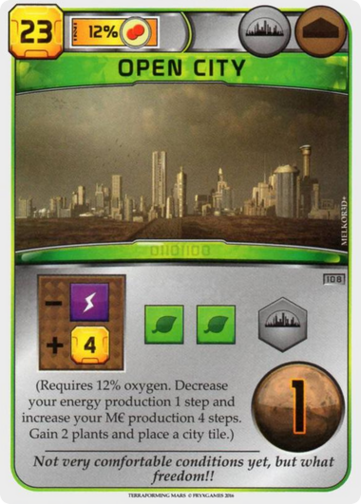 23
12%
OPEN CITY
MELKOR3D+
108
- 
+ 4
(Requires 12% oxygen. Decrease
your energy production 1 step and
increase your M€ production 4 steps.
Gain 2 plants and place a city tile.)
1
Not very comfortable conditions yet, but what
freedom!!
TERRAFORMING MARS © FRYXGAMES 2016